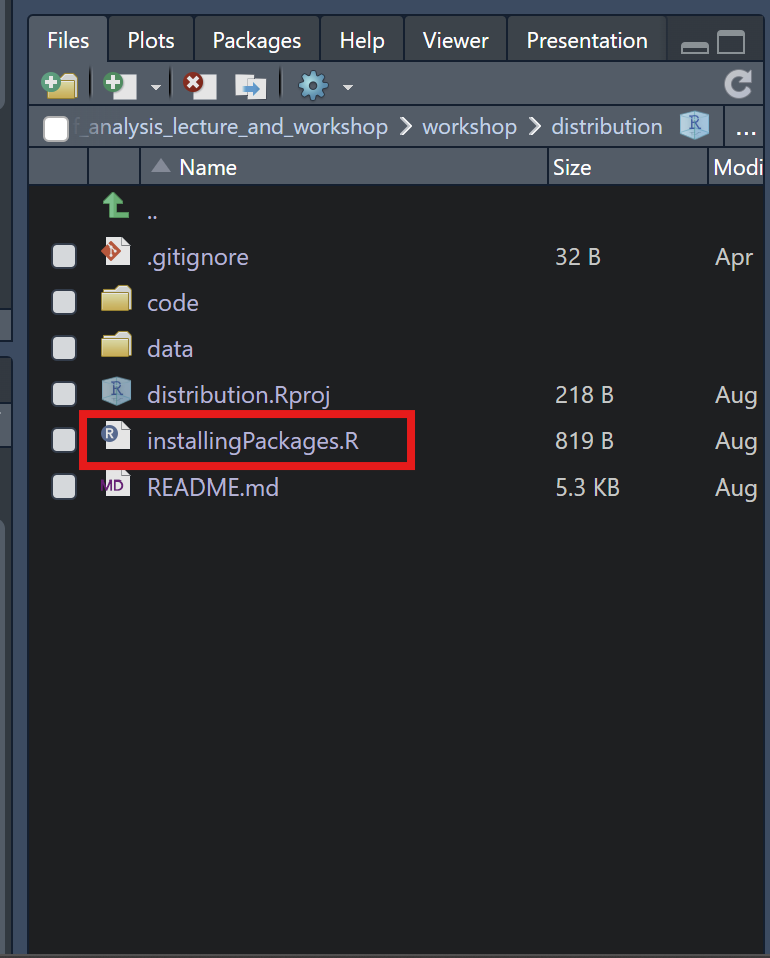 Files Plots Packages Help Viewer Presentation
f_analysis_lecture_and_workshop workshop distribution R ...
Name Size Modi
..
.gitignore 32 B Apr
code
data
R distribution.Rproj 218 B Aug
R installingPackages.R 819 B Aug
MD README.md 5.3 KB Aug